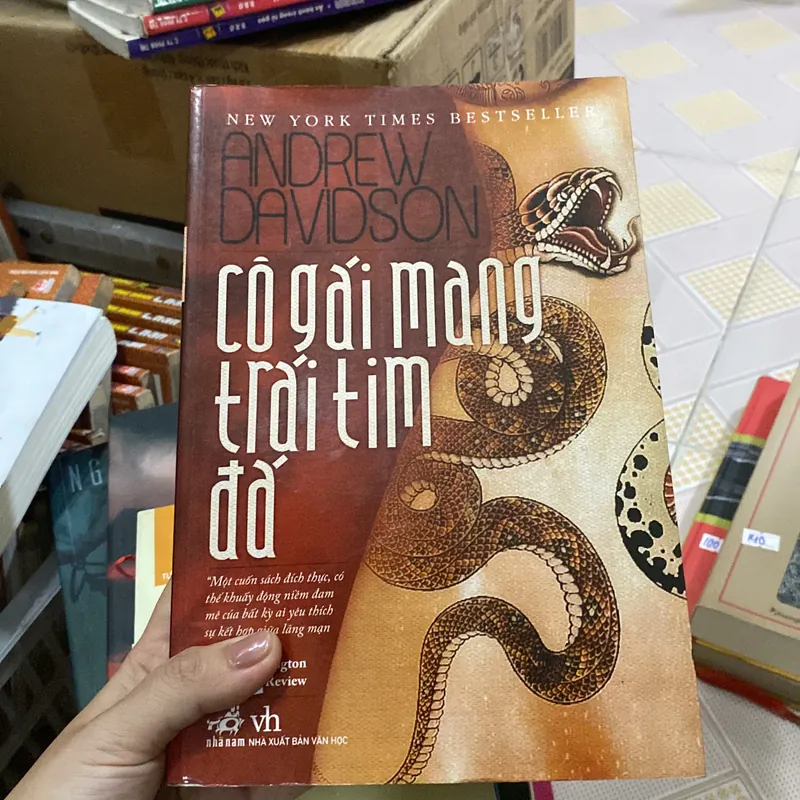 NEW YORK TIMES BESTSELLER
ANDREW
DAVIDSON
cô gái mang
trái tim
đá
"Một cuốn sách đích thực, có
thể khuấy động niềm đam
mê của bất kỳ ai yêu thích
sự kết hợp giữa lãng mạn
Review
vh
nhã nam NHÀ XUẤT BẢN VĂN HỌC
100